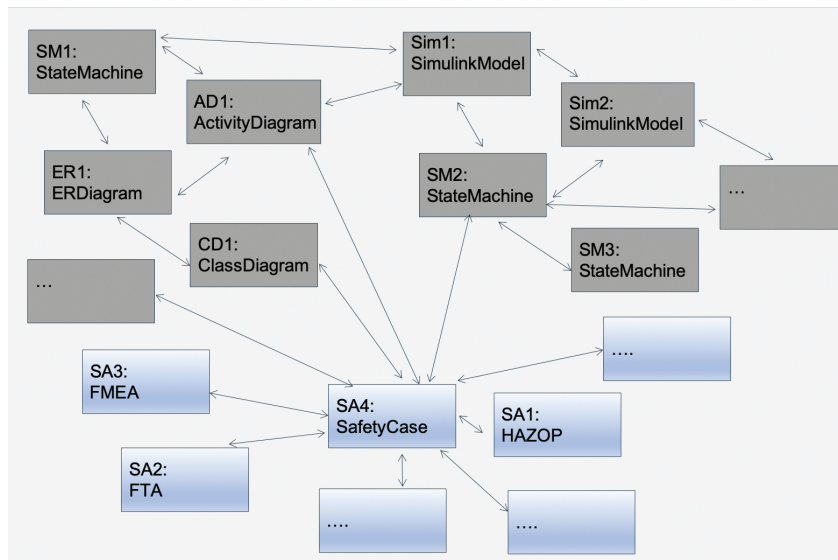 SM1:
StateMachine
Sim1:
SimulinkModel
AD1:
ActivityDiagram
Sim2:
SimulinkModel
ER1:
ERDiagram
SM2:
StateMachine
...
CD1:
ClassDiagram
SM3:
StateMachine
...
....
SA3:
FMEA
SA4:
SafetyCase
SA1:
HAZOP
SA2:
FTA
....
....